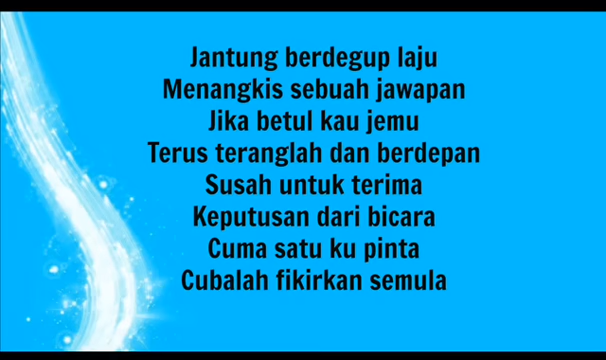 Jantung berdegup laju
Menangkis sebuah jawapan
Jika betul kau jemu
Terus teranglah dan berdepan
Susah untuk terima
Keputusan dari bicara
Cuma satu ku pinta
Cubalah fikirkan semula